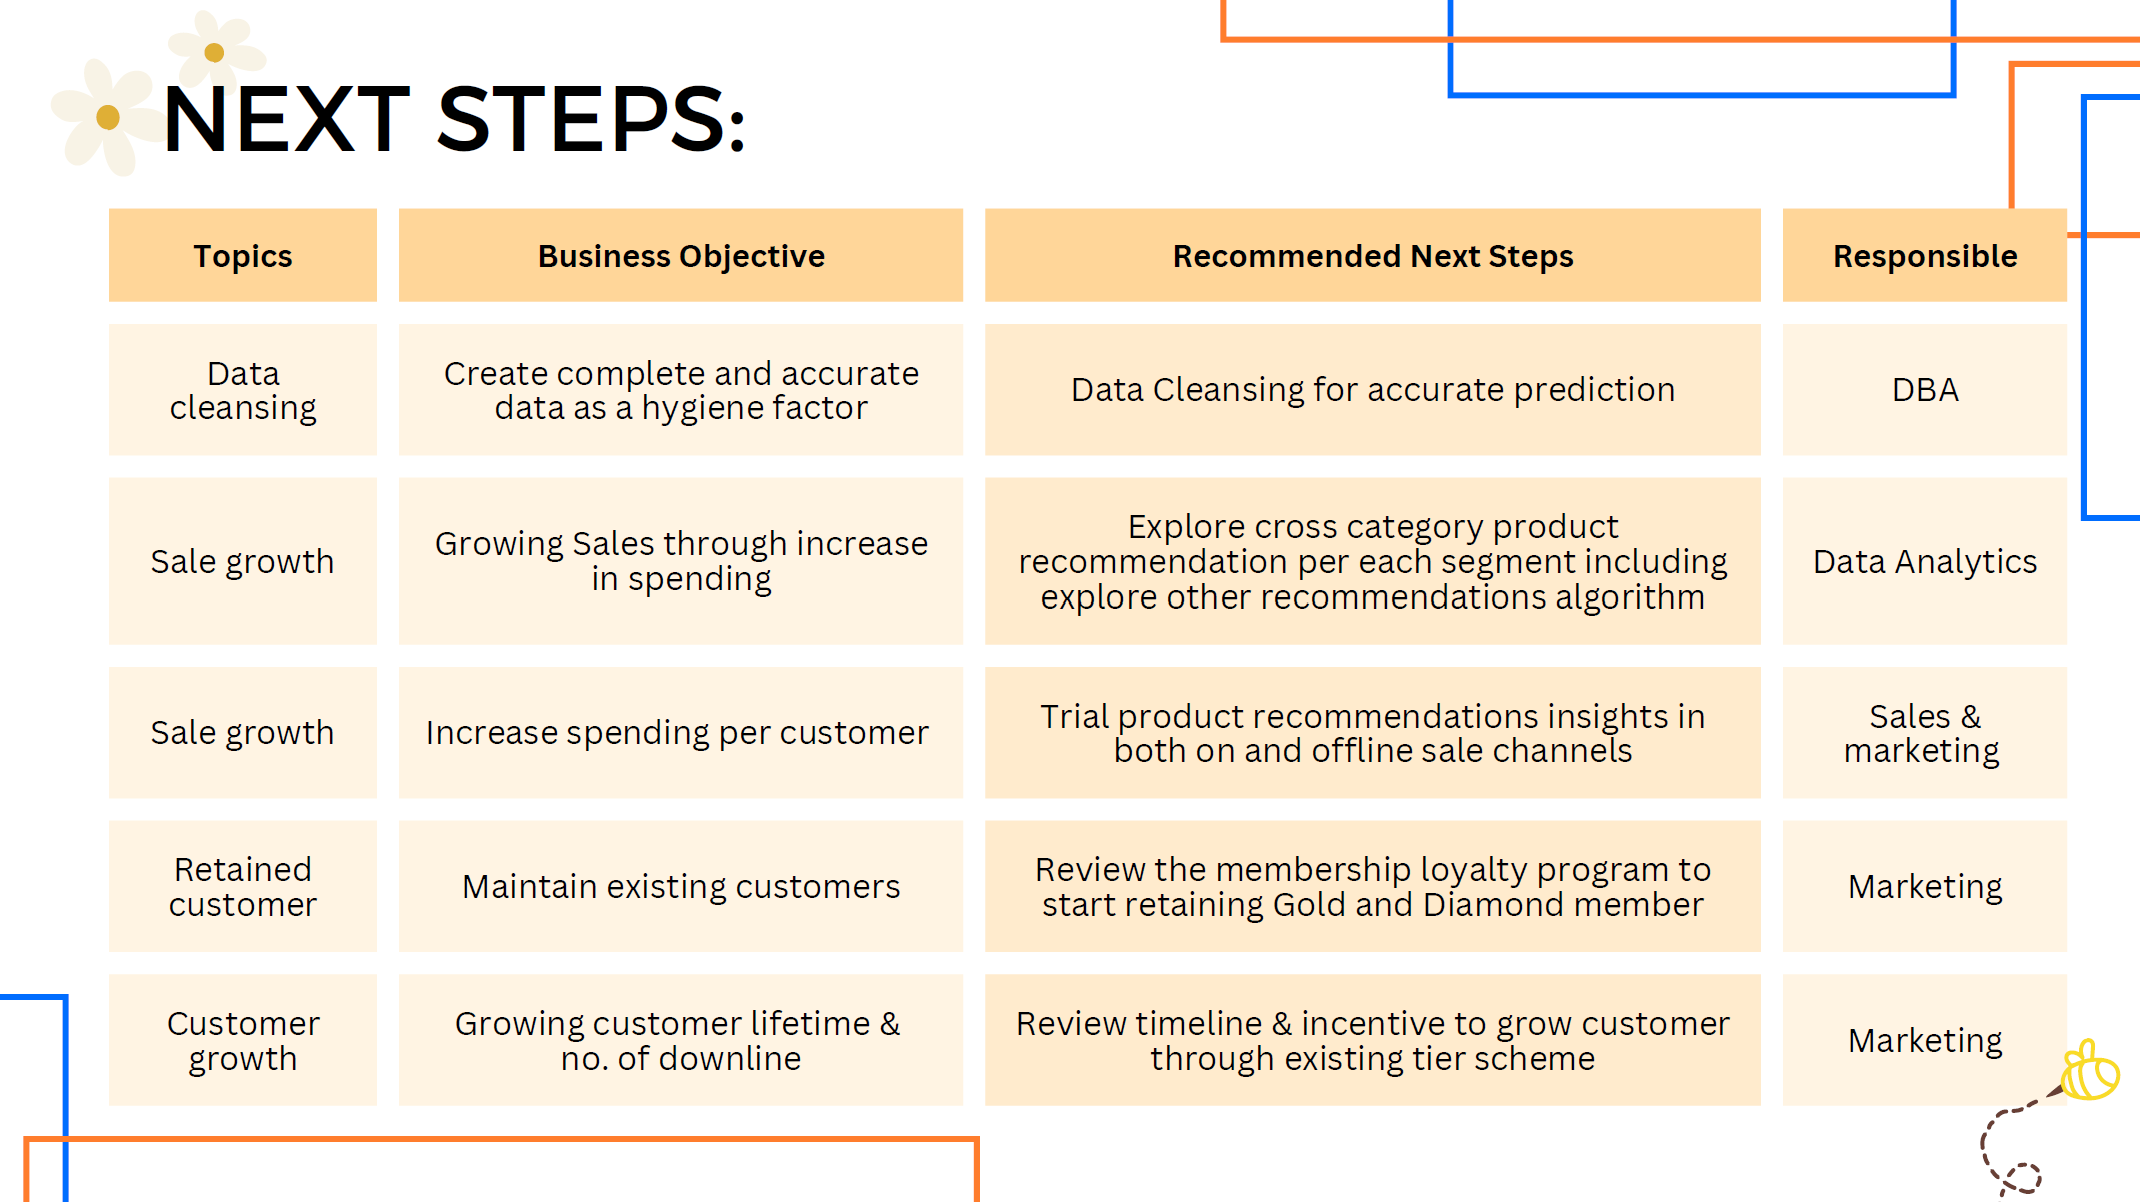 NEXT STEPS:
Topics
Business Objective
Recommended Next Steps
Responsible
Data
cleansing
Create complete and accurate
data as a hygiene factor
Data Cleansing for accurate prediction
DBA
Sale growth
Growing Sales through increase
in spending
Explore cross category product
recommendation per each segment including
explore other recommendations algorithm
Data Analytics
Sale growth
Increase spending per customer
Trial product recommendations insights in
both on and offline sale channels
Sales &
marketing
Retained
customer
Maintain existing customers
Review the membership loyalty program to
start retaining Gold and Diamond member
Marketing
Customer
growth
Growing customer lifetime &
no. of downline
Review timeline & incentive to grow customer
through existing tier scheme
Marketing